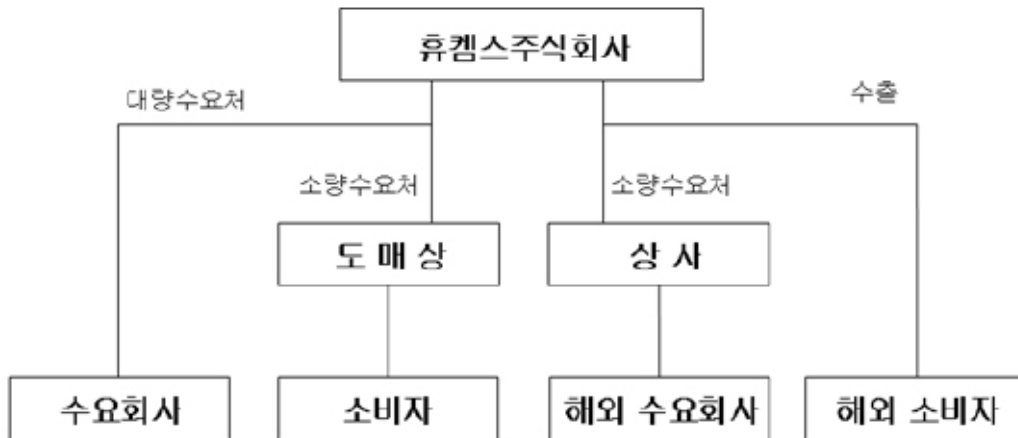 휴켐스주식회사
대량수요처
수출
소량수요처
소량수요처
도 매 상
상 사
수요회사
소비자
해외 수요회사
해외 소비자